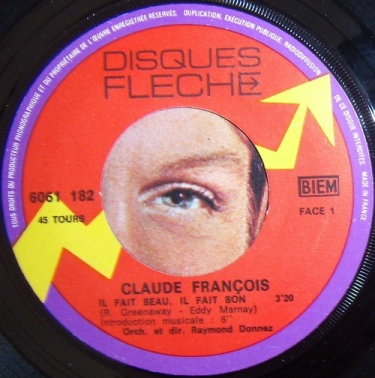 TOUS DROITS DU PRODUCTEUR PHONOGRAPHIQUE ET DU PROPRIÉTAIRE DE L'ŒUVRE ENREGISTRÉE RÉSERVÉS. DUPLICATION, EXÉCUTION PUBLIQUE, RADIODIFFUSION DE CE DISQUE INTERDITES. MADE IN FRANCE
DISQUES
FLECHE
6061 182
45 TOURS
BIEM
FACE 1
CLAUDE FRANÇOIS
IL FAIT BEAU, IL FAIT BON 3'20
(R. Greenaway - Eddy Marnay)
Introduction musicale : 6''
Orch. et dir. Raymond Donnez